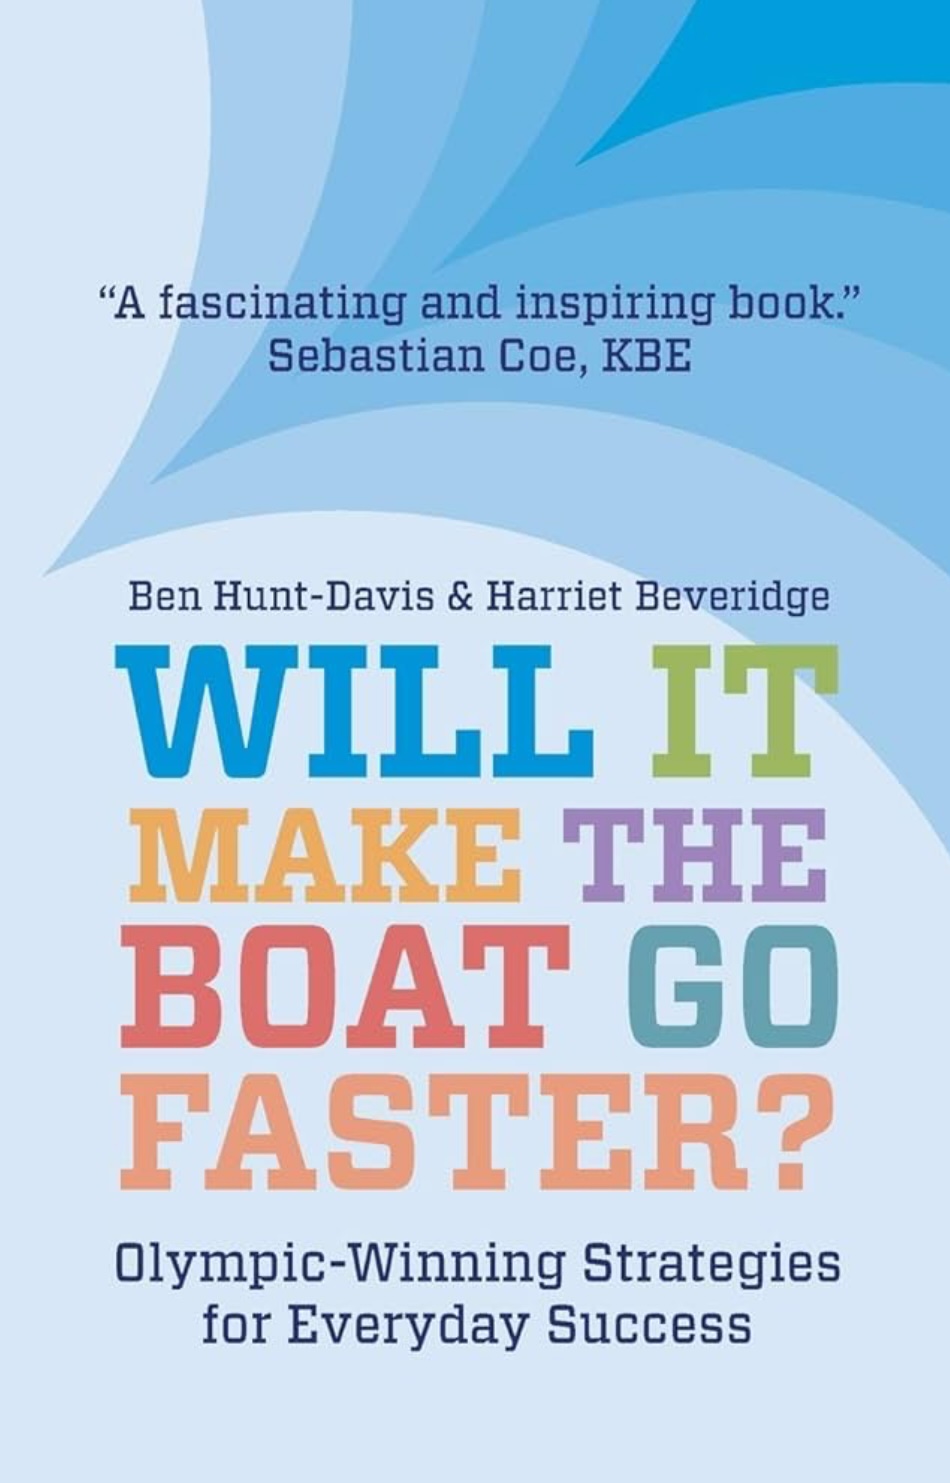 “A fascinating and inspiring book.”
Sebastian Coe, KBE
Ben Hunt-Davis & Harriet Beveridge
WILL IT
MAKE THE
BOAT GO
FASTER?
Olympic-Winning Strategies
for Everyday Success